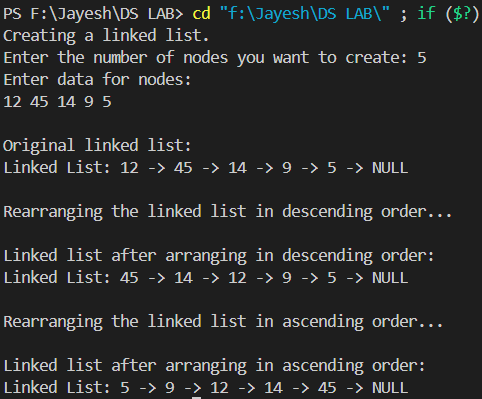 PS F:\Jayesh\DS LAB> cd "f:\Jayesh\DS LAB\" ; if ($?)
Creating a linked list.
Enter the number of nodes you want to create: 5
Enter data for nodes:
12 45 14 9 5
Original linked list:
Linked List: 12 -> 45 -> 14 -> 9 -> 5 -> NULL
Rearranging the linked list in descending order...
Linked list after arranging in descending order:
Linked List: 45 -> 14 -> 12 -> 9 -> 5 -> NULL
Rearranging the linked list in ascending order...
Linked list after arranging in ascending order:
Linked List: 5 -> 9 -> 12 -> 14 -> 45 -> NULL